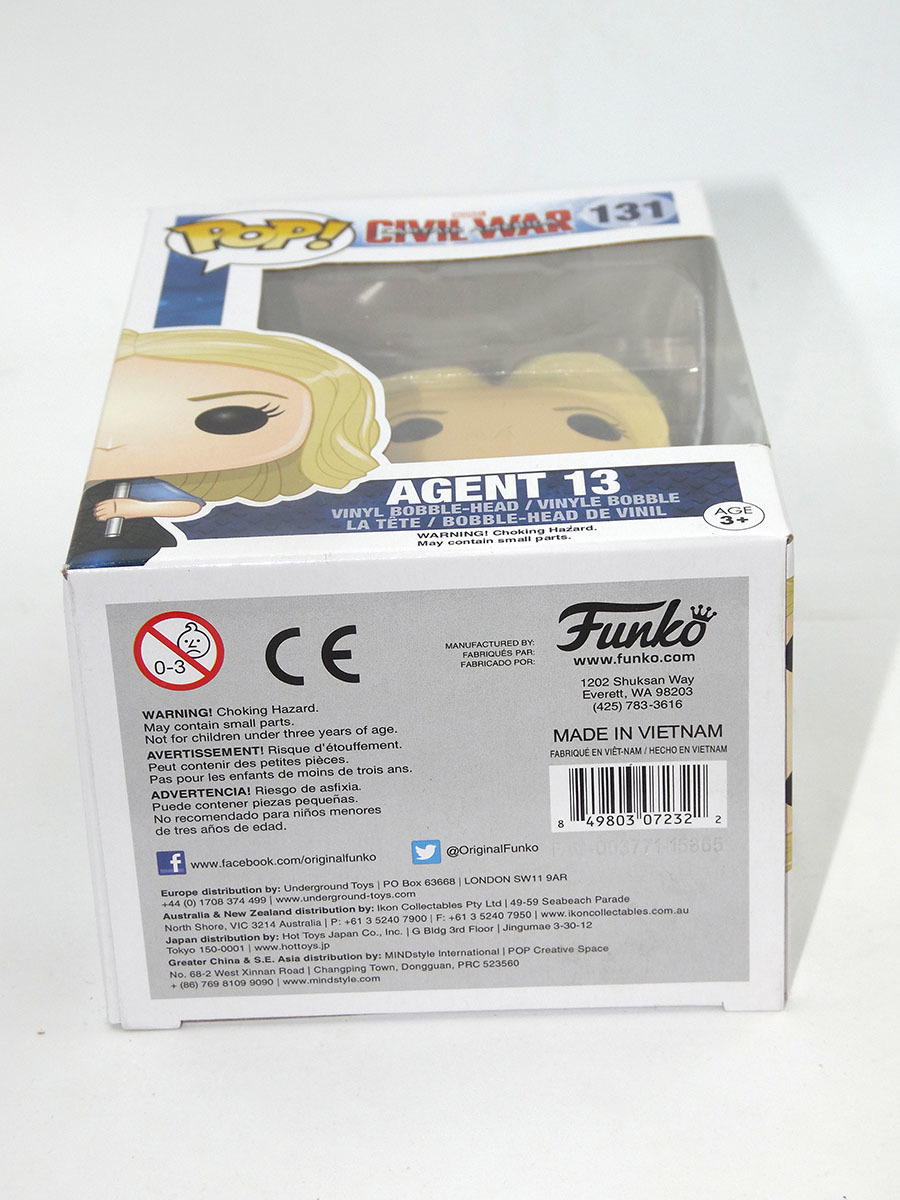 POP!
MARVEL
CAPTAIN AMERICA
CIVIL WAR
131
AGENT 13
VINYL BOBBLE-HEAD / VINYLE BOBBLE
LA TÊTE / BOBBLE-HEAD DE VINIL
WARNING! Choking Hazard.
May contain small parts.
AGE
3+
0-3
CE
MANUFACTURED BY:
FABRIQUÉS PAR:
FABRICADO POR:
Funko
www.funko.com
1202 Shuksan Way
Everett, WA 98203
(425) 783-3616
MADE IN VIETNAM
FABRIQUÉ EN VIÊT-NAM / HECHO EN VIETNAM
8 49803 07232 2
WARNING! Choking Hazard.
May contain small parts.
Not for children under three years of age.
AVERTISSEMENT! Risque d'étouffement.
Peut contenir des petites pièces.
Pas pour les enfants de moins de trois ans.
ADVERTENCIA! Riesgo de asfixia.
Puede contener piezas pequeñas.
No recomendado para niños menores
de tres años de edad.
f www.facebook.com/originalfunko
@OriginalFunko
Europe distribution by: Underground Toys | PO Box 63668 | LONDON SW11 9AR
+44 (0) 1708 374 499 | www.underground-toys.com
Australia & New Zealand distribution by: Ikon Collectables Pty Ltd | 49-59 Seabeach Parade
North Shore, VIC 3214 Australia | P: +61 3 5240 7900 | F: +61 3 5240 7950 | www.ikoncollectables.com.au
Japan distribution by: Hot Toys Japan Co., Inc. | G Bldg 3rd Floor | Jingumae 3-30-12
Tokyo 150-0001 | www.hottoys.jp
Greater China & S.E. Asia distribution by: MINDstyle International | POP Creative Space
No. 68-2 West Xinnan Road | Changping Town, Dongguan, PRC 523560
+ (86) 769 8109 9090 | www.mindstyle.com